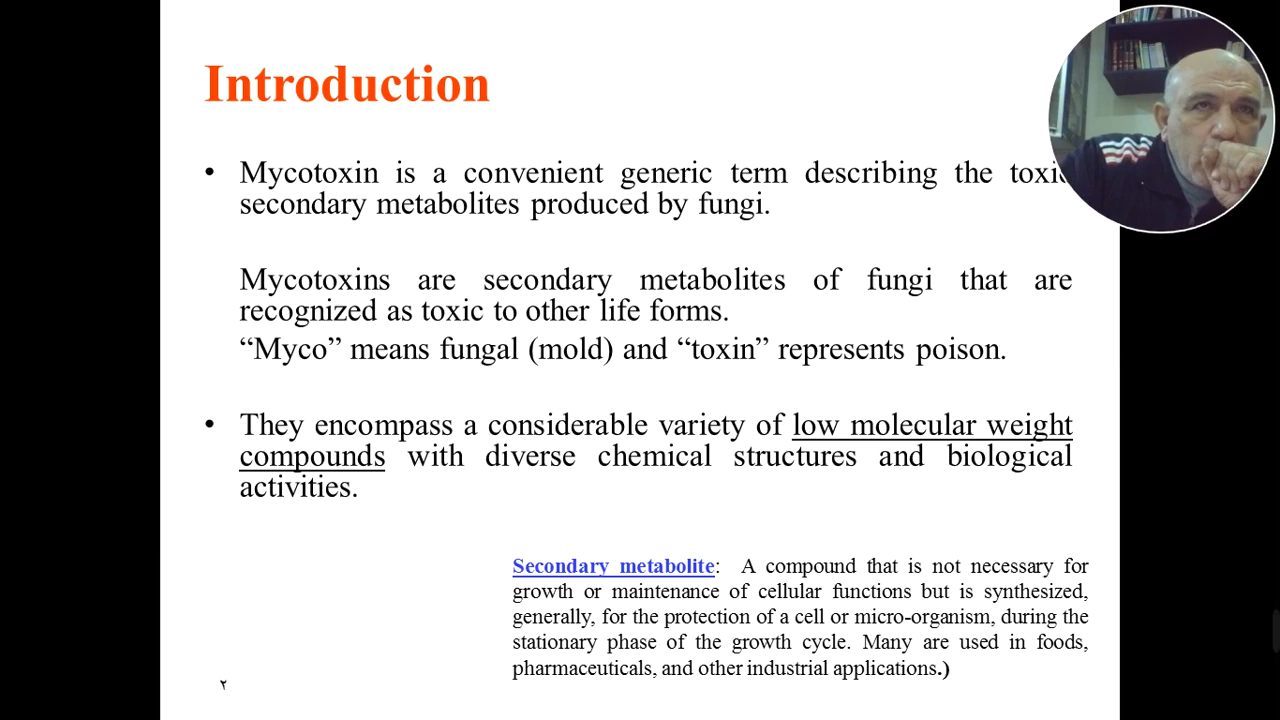 Introduction
• Mycotoxin is a convenient generic term describing the toxic
secondary metabolites produced by fungi.
Mycotoxins are secondary metabolites of fungi that are
recognized as toxic to other life forms.
“Myco” means fungal (mold) and “toxin” represents poison.
• They encompass a considerable variety of low molecular weight
compounds with diverse chemical structures and biological
activities.
Secondary metabolite: A compound that is not necessary for
growth or maintenance of cellular functions but is synthesized,
generally, for the protection of a cell or micro-organism, during the
stationary phase of the growth cycle. Many are used in foods,
pharmaceuticals, and other industrial applications.)
٢